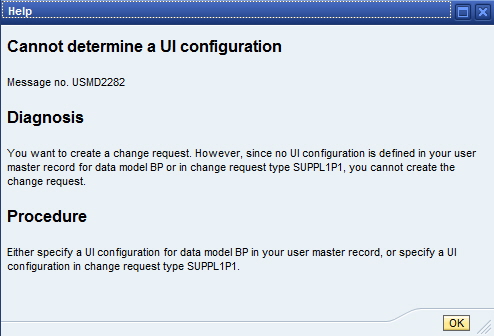 Help
Cannot determine a UI configuration
Message no. USMD2282
Diagnosis
You want to create a change request. However, since no UI configuration is defined in your user
master record for data model BP or in change request type SUPPL1P1, you cannot create the
change request.
Procedure
Either specify a UI configuration for data model BP in your user master record, or specify a UI
configuration in change request type SUPPL1P1.
OK